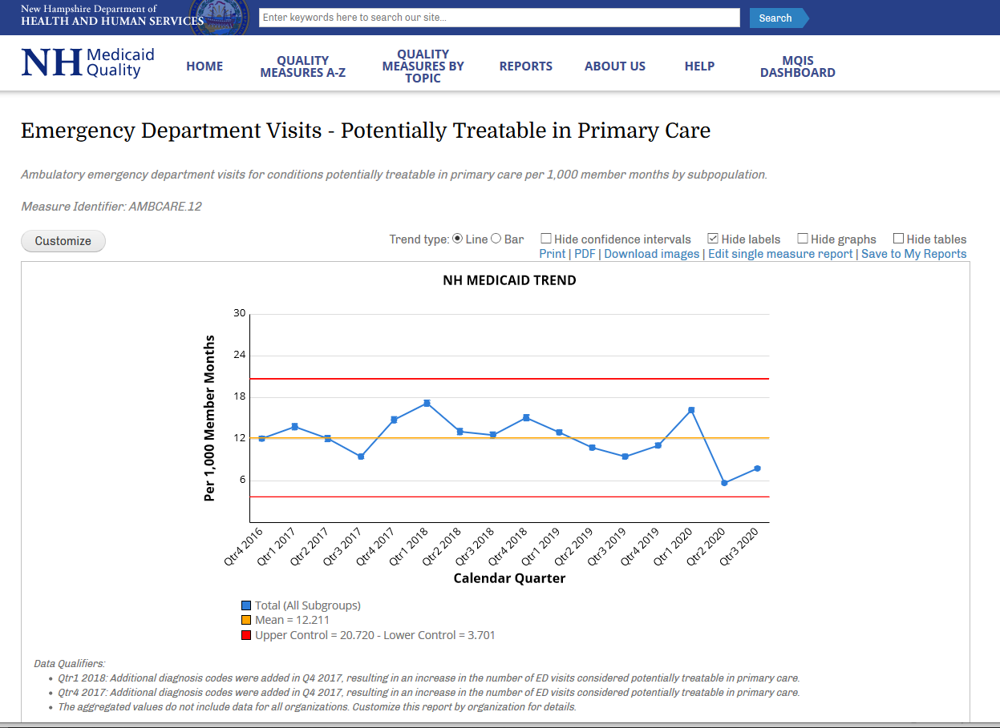 New Hampshire Department of
HEALTH AND HUMAN SERVICES
Enter keywords here to search our site...
Search
NH Medicaid Quality
HOME
QUALITY MEASURES A-Z
QUALITY MEASURES BY TOPIC
REPORTS
ABOUT US
HELP
MQIS DASHBOARD
Emergency Department Visits - Potentially Treatable in Primary Care
Ambulatory emergency department visits for conditions potentially treatable in primary care per 1,000 member months by subpopulation.
Measure Identifier: AMBCARE.12
Customize
Trend type: Line Bar Hide confidence intervals Hide labels Hide graphs Hide tables
Print | PDF | Download images | Edit single measure report | Save to My Reports
NH MEDICAID TREND
Per 1,000 Member Months
30
24
18
12
6
Qtr4 2016
Qtr1 2017
Qtr2 2017
Qtr3 2017
Qtr4 2017
Qtr1 2018
Qtr2 2018
Qtr3 2018
Qtr4 2018
Qtr1 2019
Qtr2 2019
Qtr3 2019
Qtr4 2019
Qtr1 2020
Qtr2 2020
Qtr3 2020
Calendar Quarter
Total (All Subgroups)
Mean = 12.211
Upper Control = 20.720 - Lower Control = 3.701
Data Qualifiers:
• Qtr1 2018: Additional diagnosis codes were added in Q4 2017, resulting in an increase in the number of ED visits considered potentially treatable in primary care.
• Qtr4 2017: Additional diagnosis codes were added in Q4 2017, resulting in an increase in the number of ED visits considered potentially treatable in primary care.
• The aggregated values do not include data for all organizations. Customize this report by organization for details.